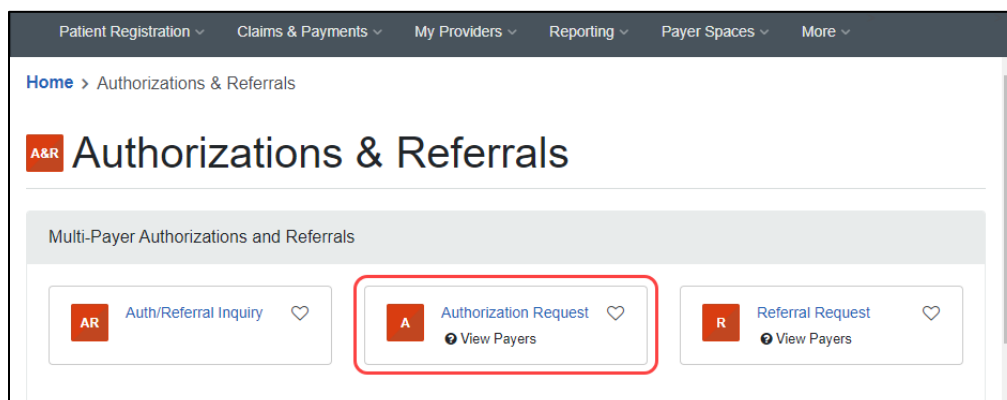 Patient Registration Claims & Payments My Providers Reporting Payer Spaces More
Home > Authorizations & Referrals
A&R Authorizations & Referrals
Multi-Payer Authorizations and Referrals
AR Auth/Referral Inquiry
A Authorization Request
? View Payers
R Referral Request
? View Payers